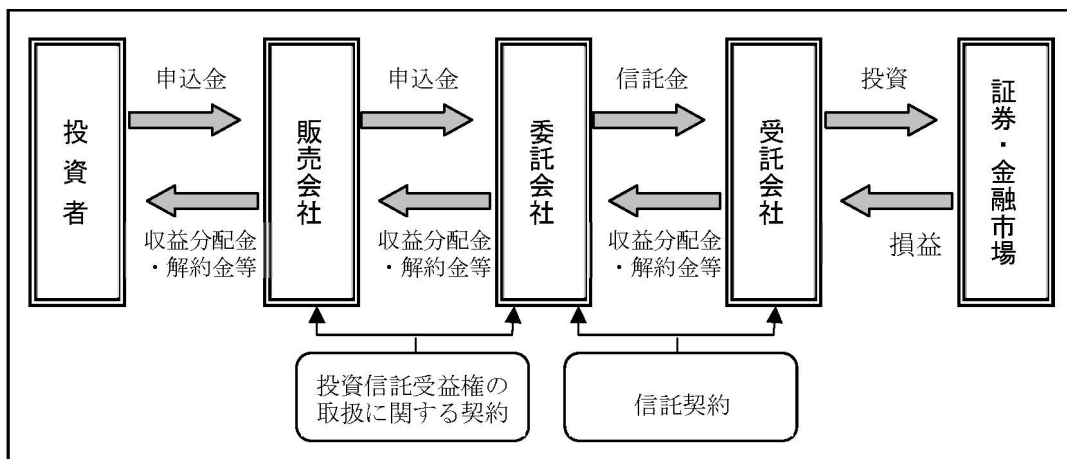 投資者
申込金
収益分配金
・解約金等
販売会社
申込金
収益分配金
・解約金等
委託会社
信託金
収益分配金
・解約金等
受託会社
投資
損益
証券・金融市場
投資信託受益権の
取扱に関する契約
信託契約